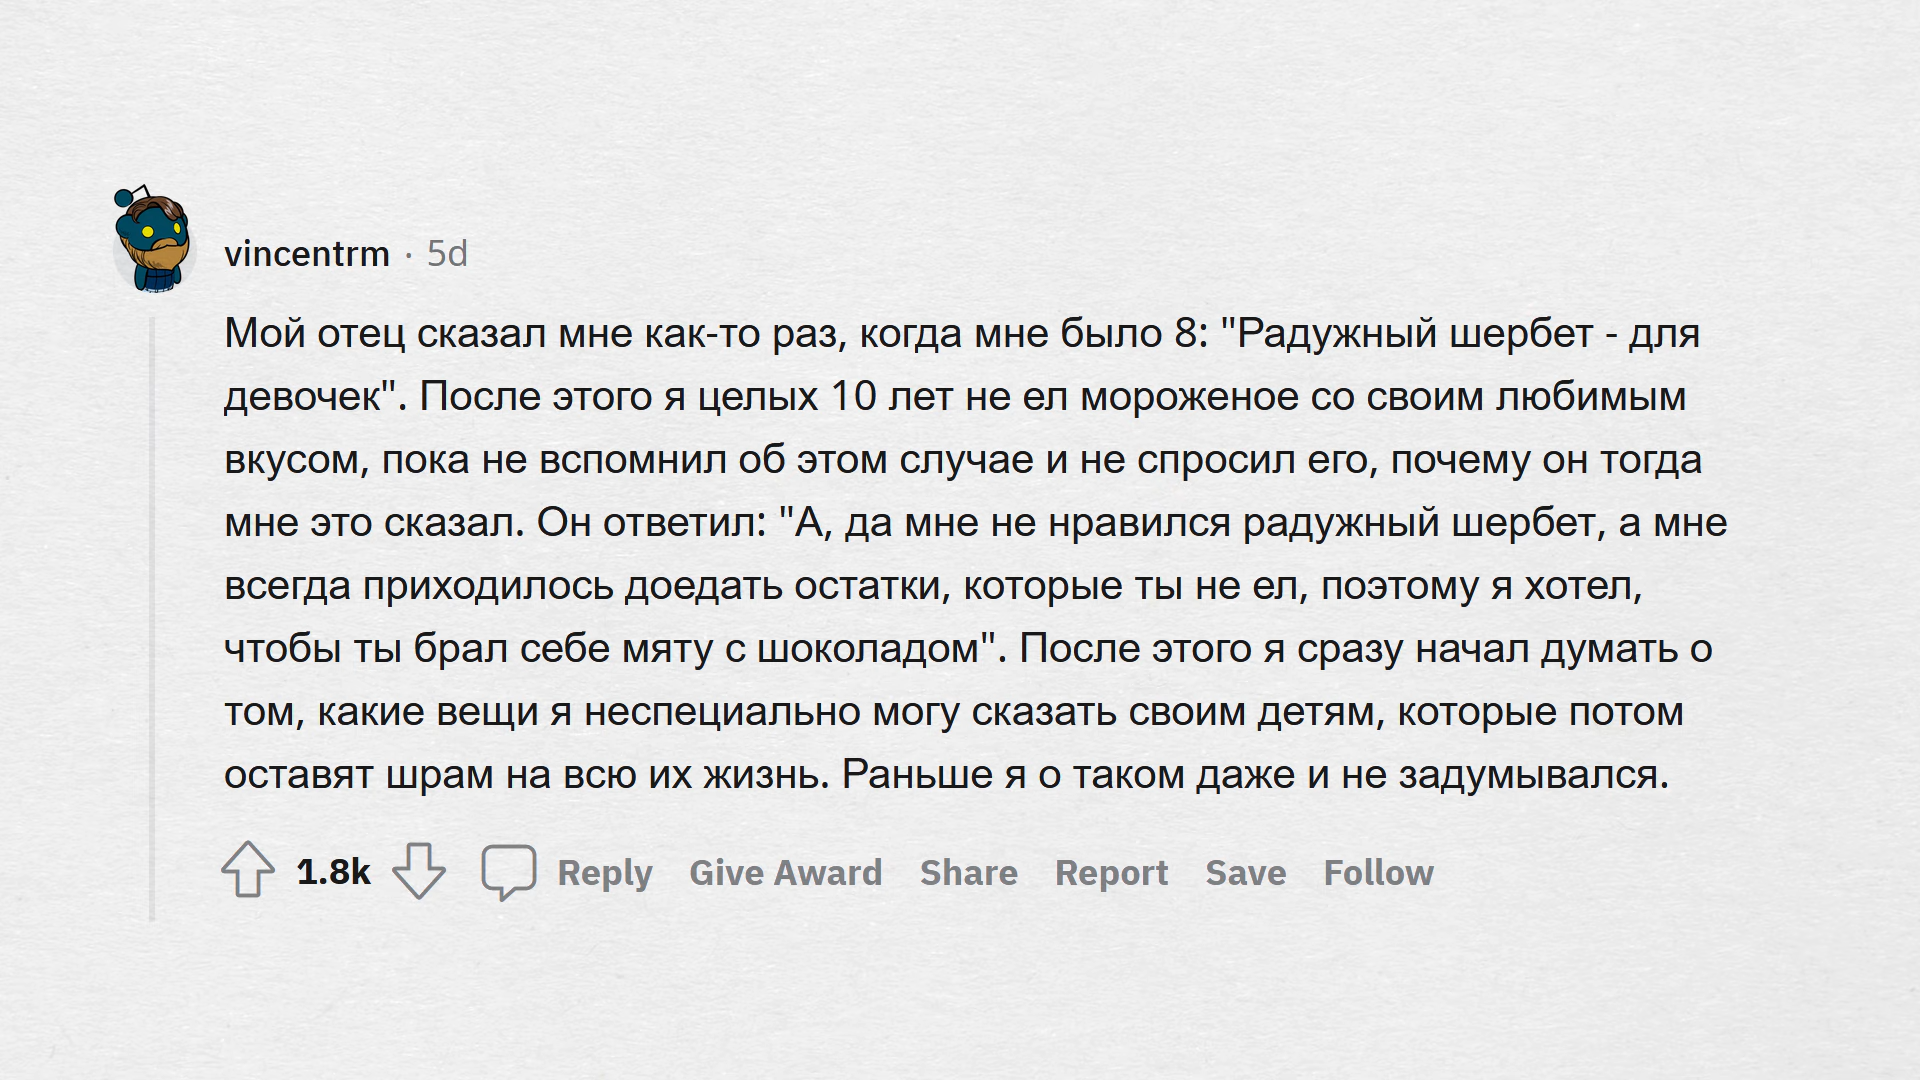 vincentrm · 5d
Мой отец сказал мне как-то раз, когда мне было 8: "Радужный шербет - для
девочек". После этого я целых 10 лет не ел мороженое со своим любимым
вкусом, пока не вспомнил об этом случае и не спросил его, почему он тогда
мне это сказал. Он ответил: "А, да мне не нравился радужный шербет, а мне
всегда приходилось доедать остатки, которые ты не ел, поэтому я хотел,
чтобы ты брал себе мяту с шоколадом". После этого я сразу начал думать о
том, какие вещи я неспециально могу сказать своим детям, которые потом
оставят шрам на всю их жизнь. Раньше я о таком даже и не задумывался.
1.8k Reply Give Award Share Report Save Follow